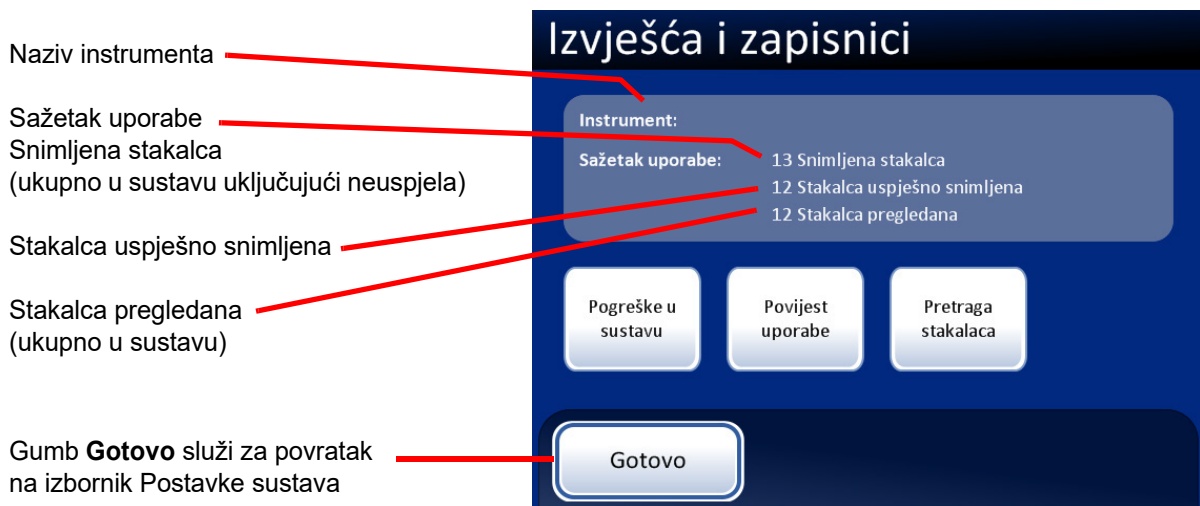 Naziv instrumenta
Sažetak uporabe
Snimljena stakalca
(ukupno u sustavu uključujući neuspjela)
Stakalca uspješno snimljena
Stakalca pregledana
(ukupno u sustavu)
Gumb Gotovo služi za povratak
na izbornik Postavke sustava
Izvješća i zapisnici
Instrument:
Sažetak uporabe: 13 Snimljena stakalca
12 Stakalca uspješno snimljena
12 Stakalca pregledana
Pogreške u
sustavu
Povijest
uporabe
Pretraga
stakalaca
Gotovo